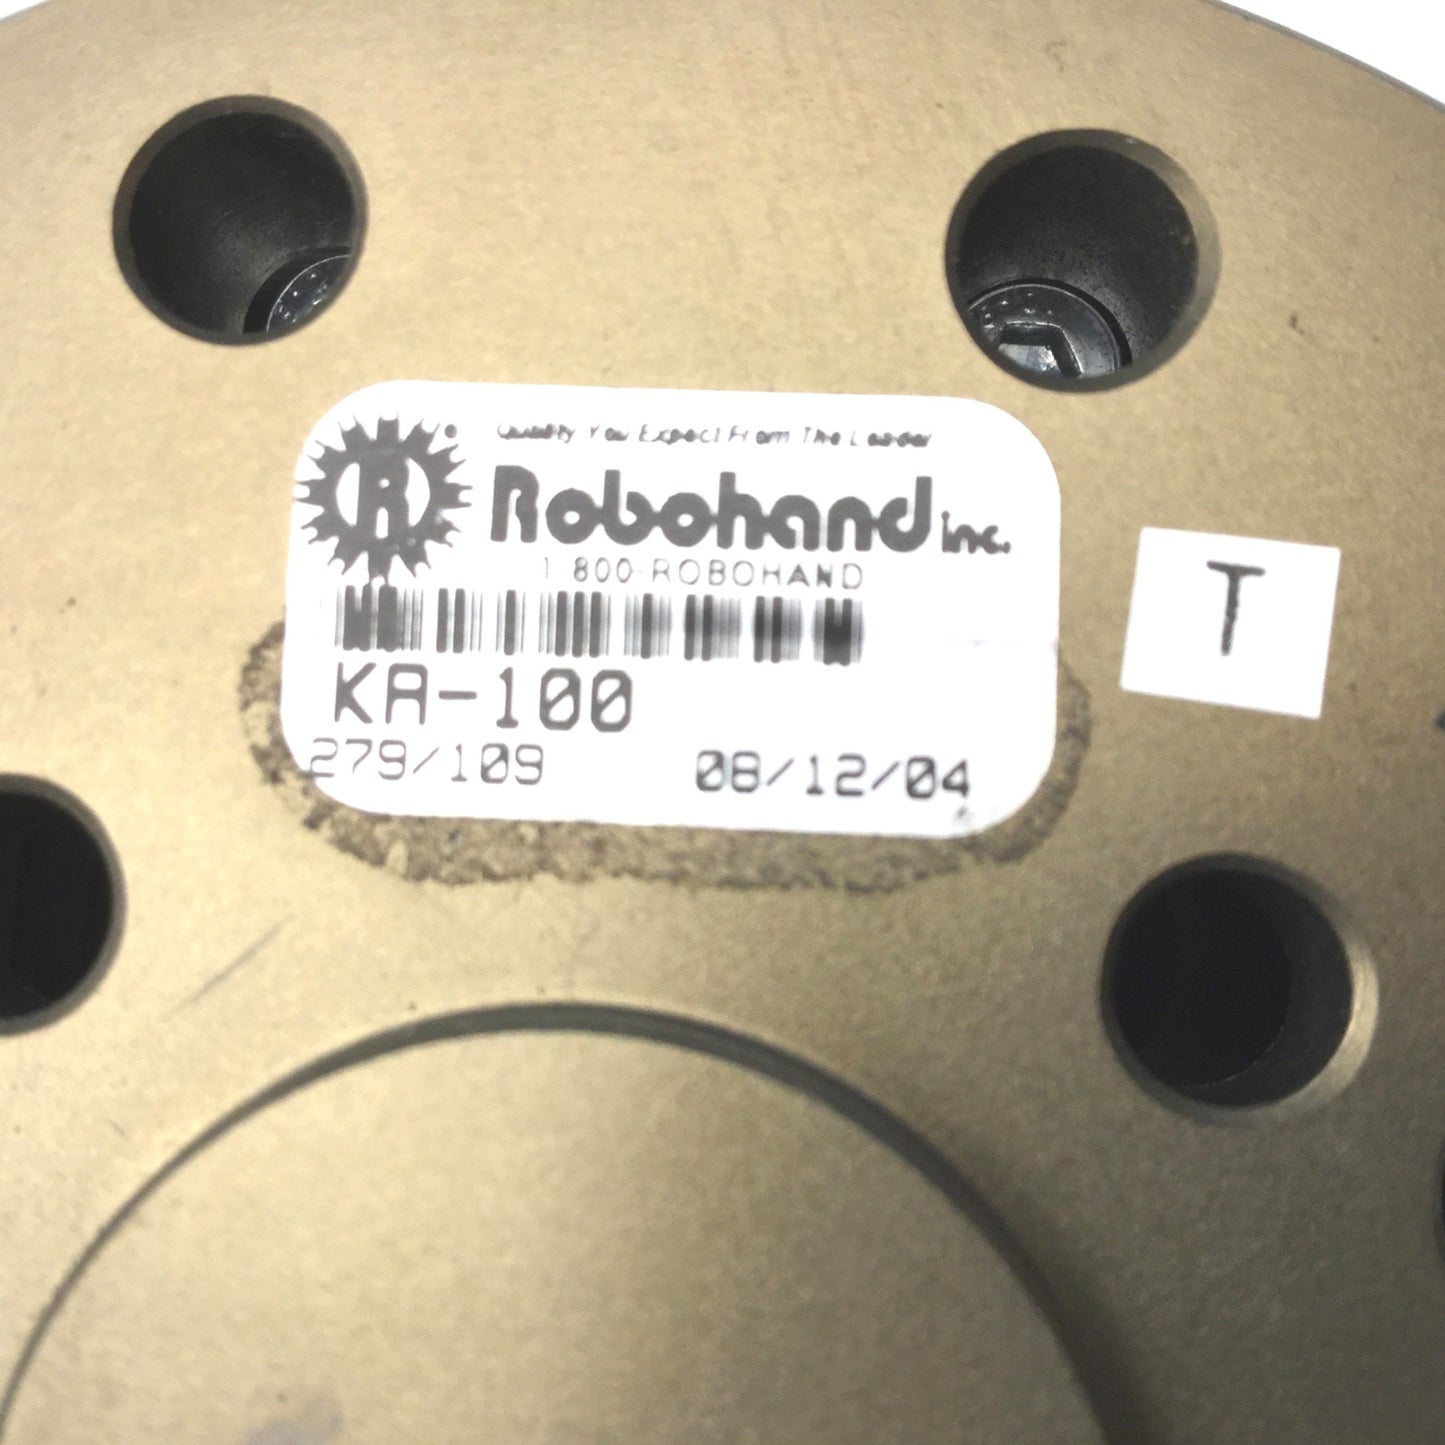 R ®
Quality You Expect From The Leader
Robohand inc.
1-800-ROBOHAND
KA-100
279/109 08/12/04
T